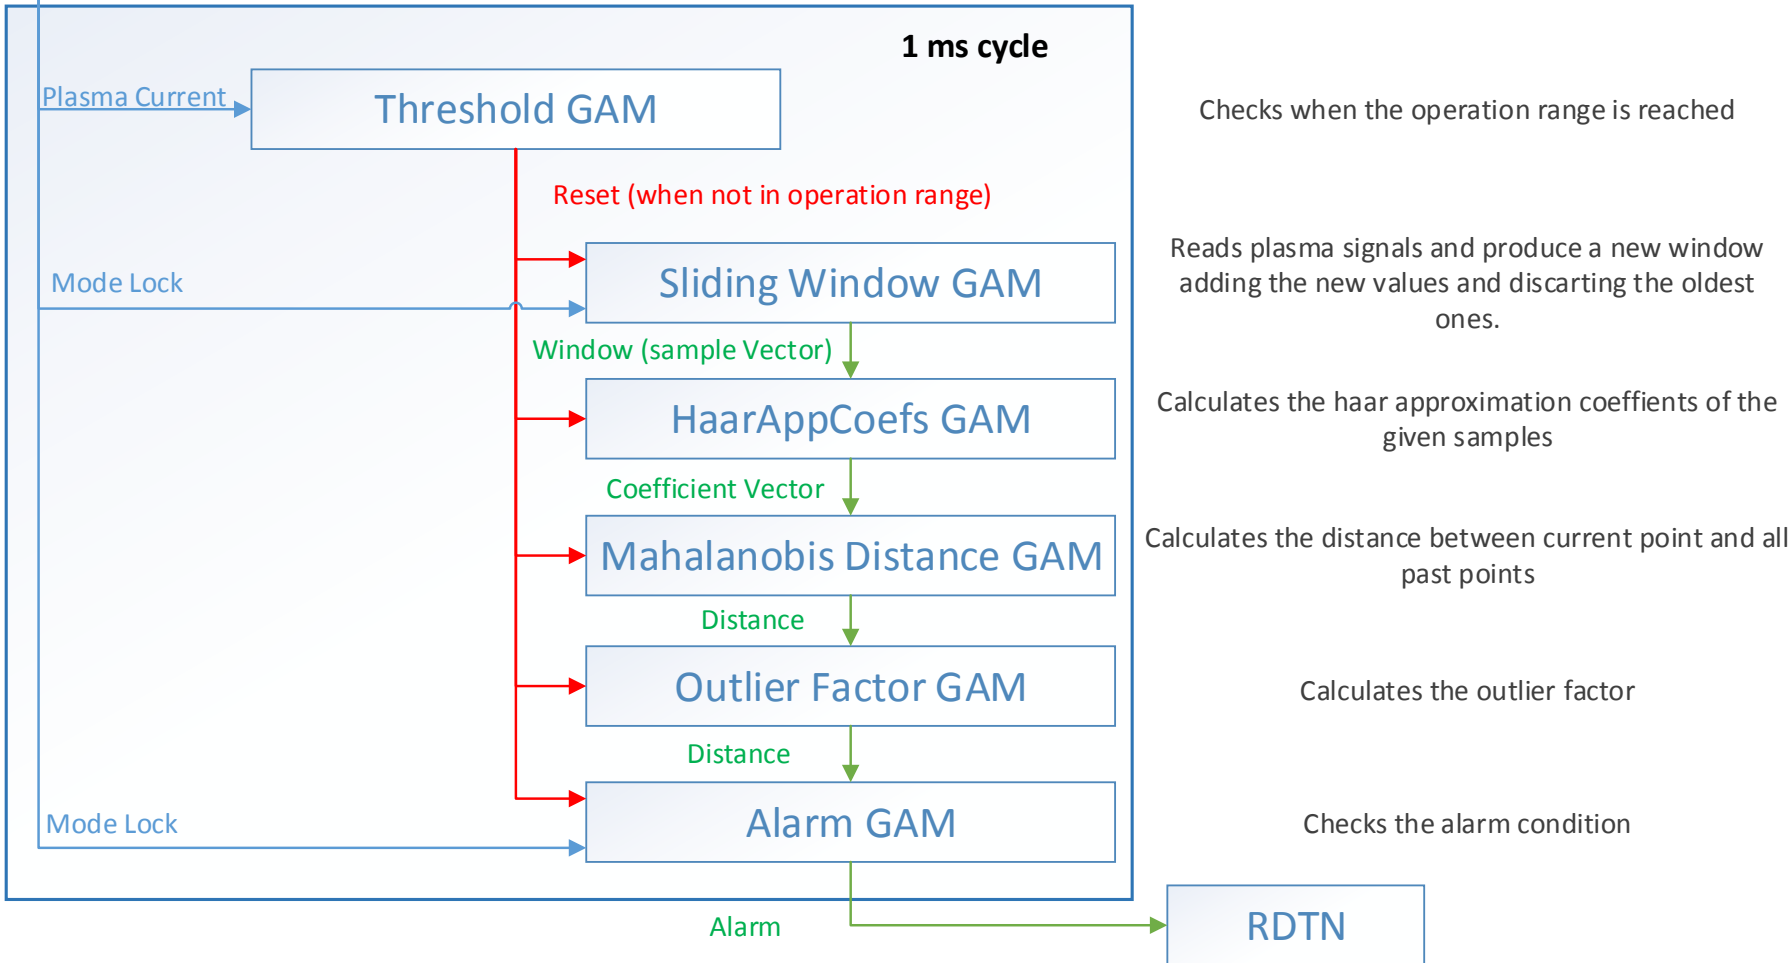 1 ms cycle
Plasma Current
Threshold GAM
Checks when the operation range is reached
Reset (when not in operation range)
Mode Lock
Sliding Window GAM
Reads plasma signals and produce a new window
adding the new values and discarting the oldest
ones.
Window (sample Vector)
HaarAppCoefs GAM
Calculates the haar approximation coeffients of the
given samples
Coefficient Vector
Mahalanobis Distance GAM
Calculates the distance between current point and all
past points
Distance
Outlier Factor GAM
Calculates the outlier factor
Distance
Mode Lock
Alarm GAM
Checks the alarm condition
Alarm
RDTN